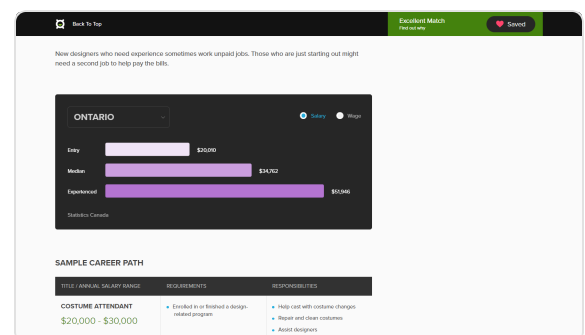 Back To Top
Excellent Match
Find out why
Saved
New designers who need experience sometimes work unpaid jobs. Those who are just starting out might
need a second job to help pay the bills.
ONTARIO
Salary
Wage
Entry
$20,010
Median
$34,762
Experienced
$51,946
Statistics Canada
SAMPLE CAREER PATH
TITLE / ANNUAL SALARY RANGE
REQUIREMENTS
RESPONSIBILITIES
COSTUME ATTENDANT
$20,000 - $30,000
Enrolled in or finished a design-
related program
Help cast with costume changes
Repair and clean costumes
Assist designers